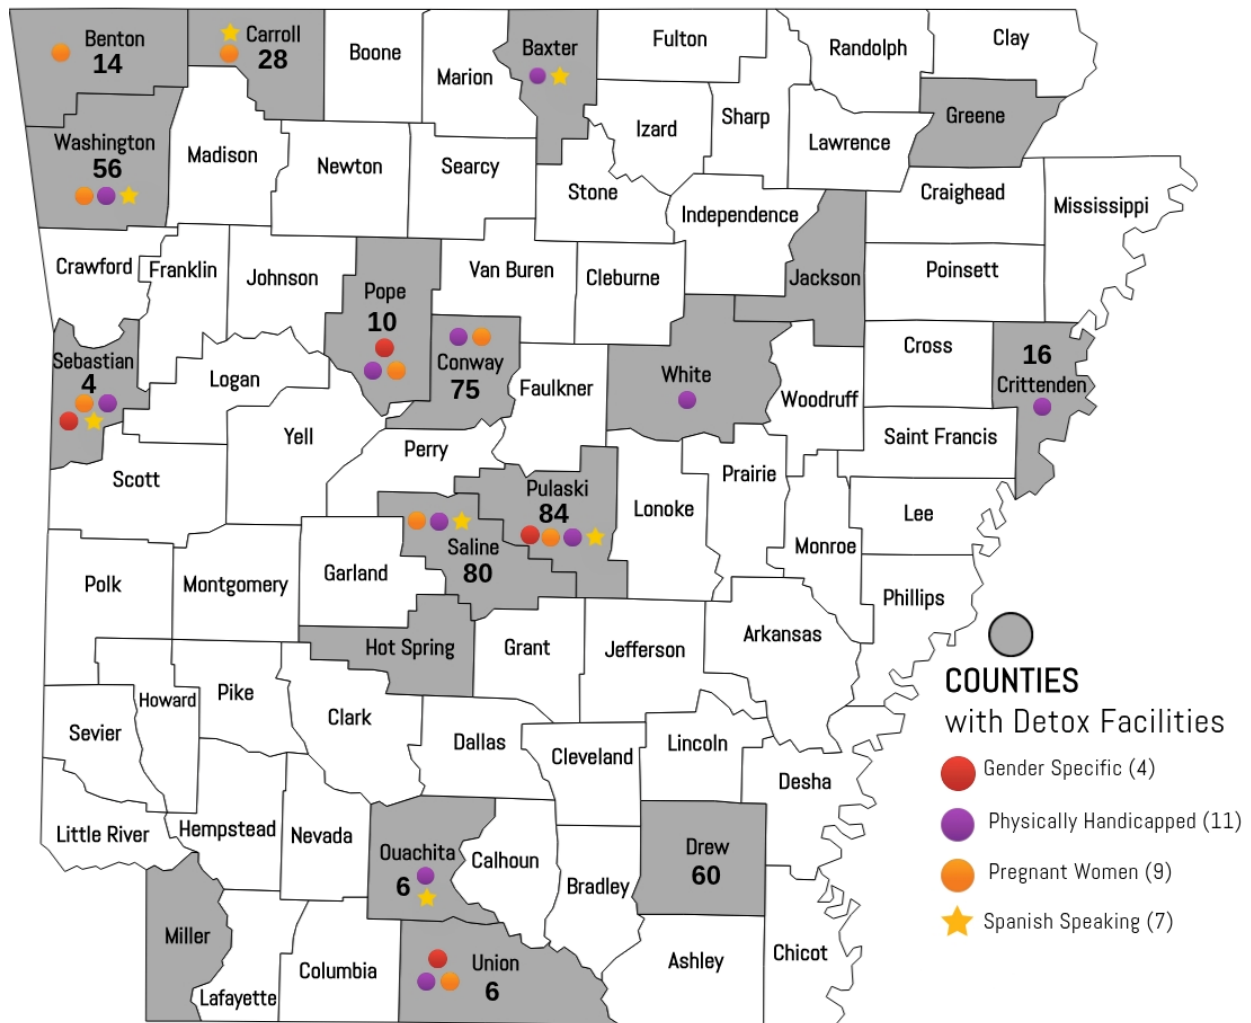 Benton
14
Carroll
28
Boone
Marion
Baxter
Fulton
Randolph
Clay
Washington
56
Madison
Newton
Searcy
Stone
Izard
Sharp
Lawrence
Greene
Independence
Craighead
Mississippi
Crawford
Franklin
Johnson
Pope
10
Van Buren
Cleburne
Jackson
Poinsett
Sebastian
4
Logan
Conway
75
Faulkner
White
Woodruff
Cross
16
Crittenden
Yell
Perry
Saint Francis
Scott
Pulaski
84
Lonoke
Prairie
Lee
Saline
80
Monroe
Polk
Montgomery
Garland
Phillips
Hot Spring
Grant
Jefferson
Arkansas
Howard
Pike
Clark
Sevier
Dallas
Cleveland
Lincoln
Desha
Little River
Hempstead
Nevada
Ouachita
6
Calhoun
Bradley
Drew
60
Miller
Lafayette
Columbia
Union
6
Ashley
Chicot
COUNTIES
with Detox Facilities
Gender Specific (4)
Physically Handicapped (11)
Pregnant Women (9)
Spanish Speaking (7)